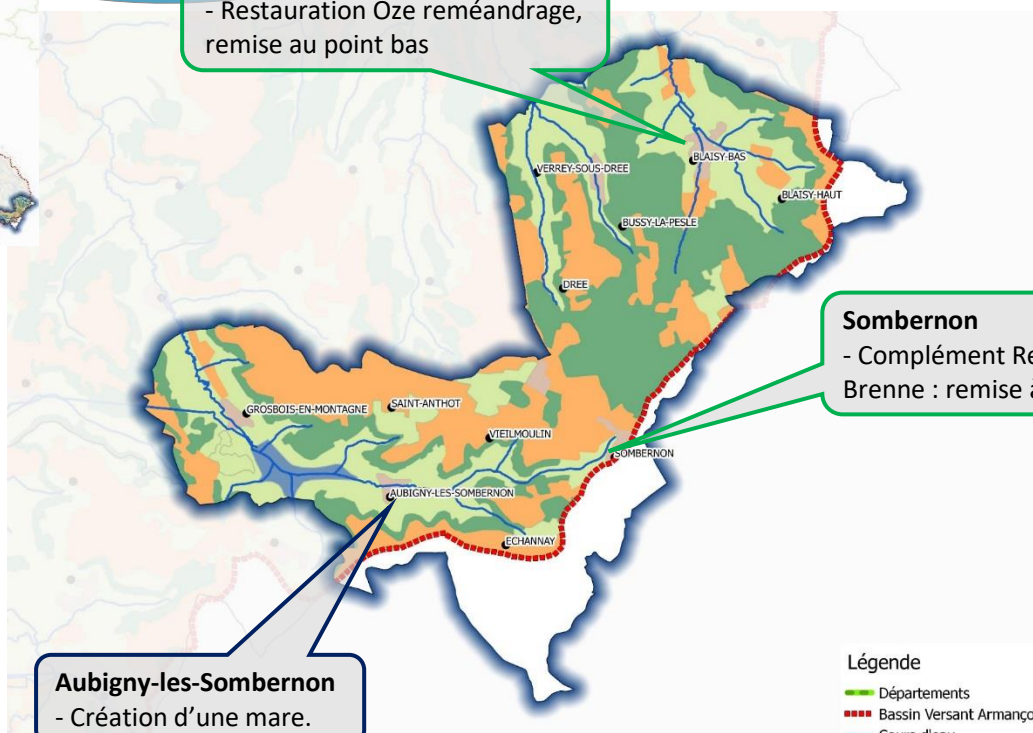 - Restauration Oze reméandrage,
remise au point bas
BLAISY-BAS
VERREY-SOUS-DREE
BLAISY-HAUT
BUSSY-LA-PESLE
DREE
Sombernon
- Complément Re
Brenne : remise a
GROSBOIS-EN-MONTAGNE
SAINT-ANTHOT
VIEILMOULIN
SOMBERNON
AUBIGNY-LES-SOMBERNON
ECHANNAY
Aubigny-les-Sombernon
- Création d’une mare.
Légende
Départements
Bassin Versant Armanço
Cours d'eau